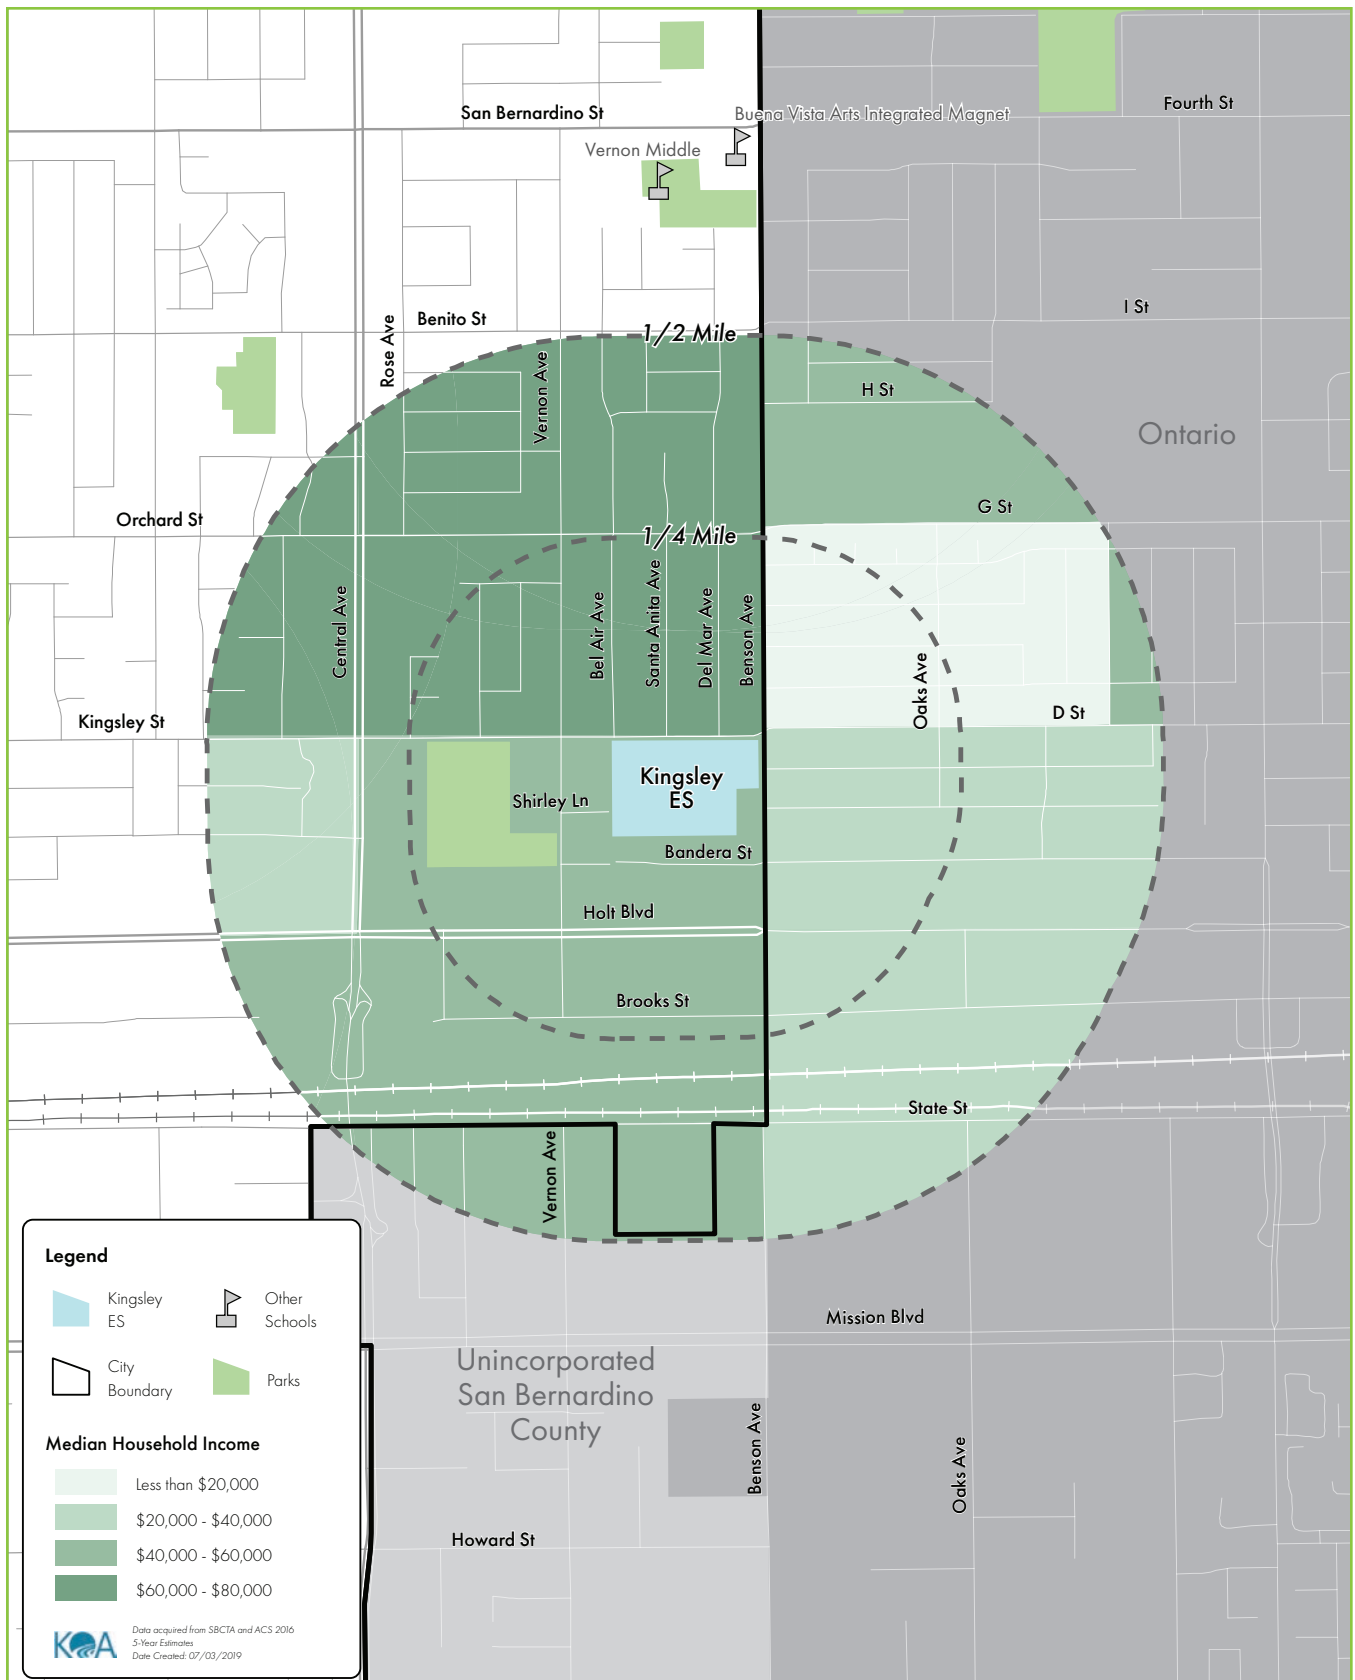 San Bernardino St
Buena Vista Arts Integrated Magnet
Fourth St
Vernon Middle
I St
Benito St
1/2 Mile
Rose Ave
Vernon Ave
H St
Ontario
G St
Orchard St
1/4 Mile
Central Ave
Bel Air Ave
Santa Anita Ave
Del Mar Ave
Benson Ave
Oaks Ave
D St
Kingsley St
Kingsley
ES
Shirley Ln
Bandera St
Holt Blvd
Brooks St
State St
Vernon Ave
Mission Blvd
Unincorporated
San Bernardino
County
Benson Ave
Oaks Ave
Howard St
Legend
Kingsley
ES
Other
Schools
City
Boundary
Parks
Median Household Income
Less than $20,000
$20,000 - $40,000
$40,000 - $60,000
$60,000 - $80,000
KOA
Data acquired from SBCTA and ACS 2016
5-Year Estimates
Date Created: 07/03/2019